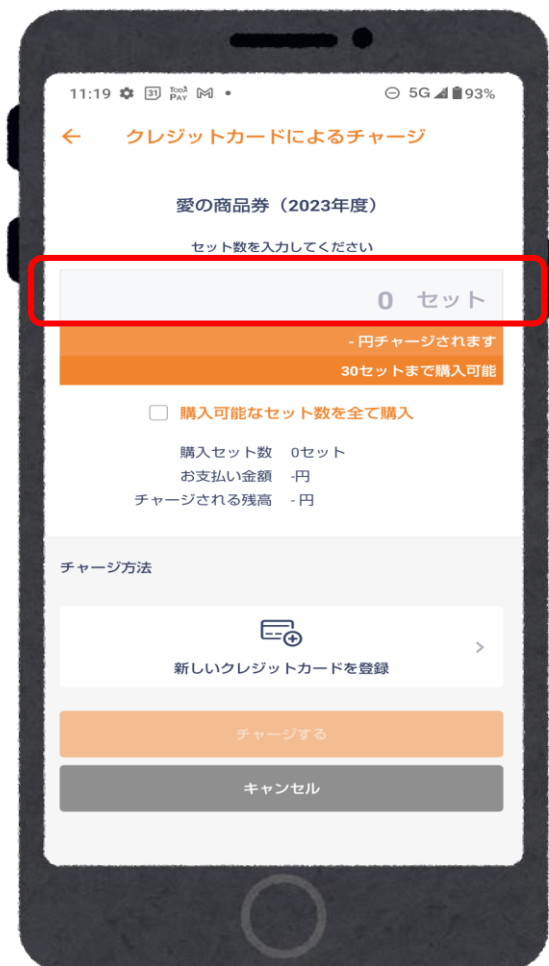 11:19 31 Tooβ PAY 5G 93%
クレジットカードによるチャージ
愛の商品券（2023年度）
セット数を入力してください
0 セット
- 円チャージされます
30セットまで購入可能
購入可能なセット数を全て購入
購入セット数 0セット
お支払い金額 -円
チャージされる残高 - 円
チャージ方法
新しいクレジットカードを登録
チャージする
キャンセル